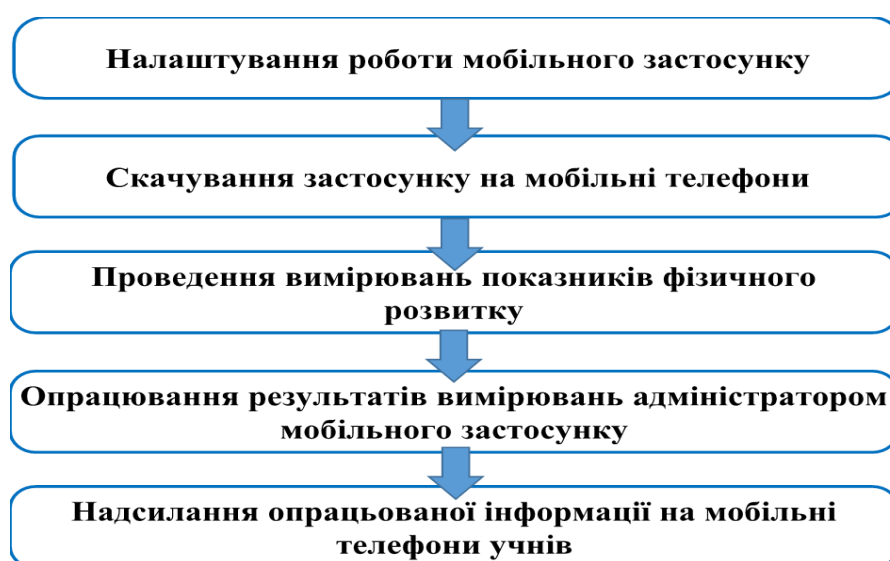 Налаштування роботи мобільного застосунку
Скачування застосунку на мобільні телефони
Проведення вимірювань показників фізичного
розвитку
Опрацювання результатів вимірювань адміністратором
мобільного застосунку
Надсилання опрацьованої інформації на мобільні
телефони учнів